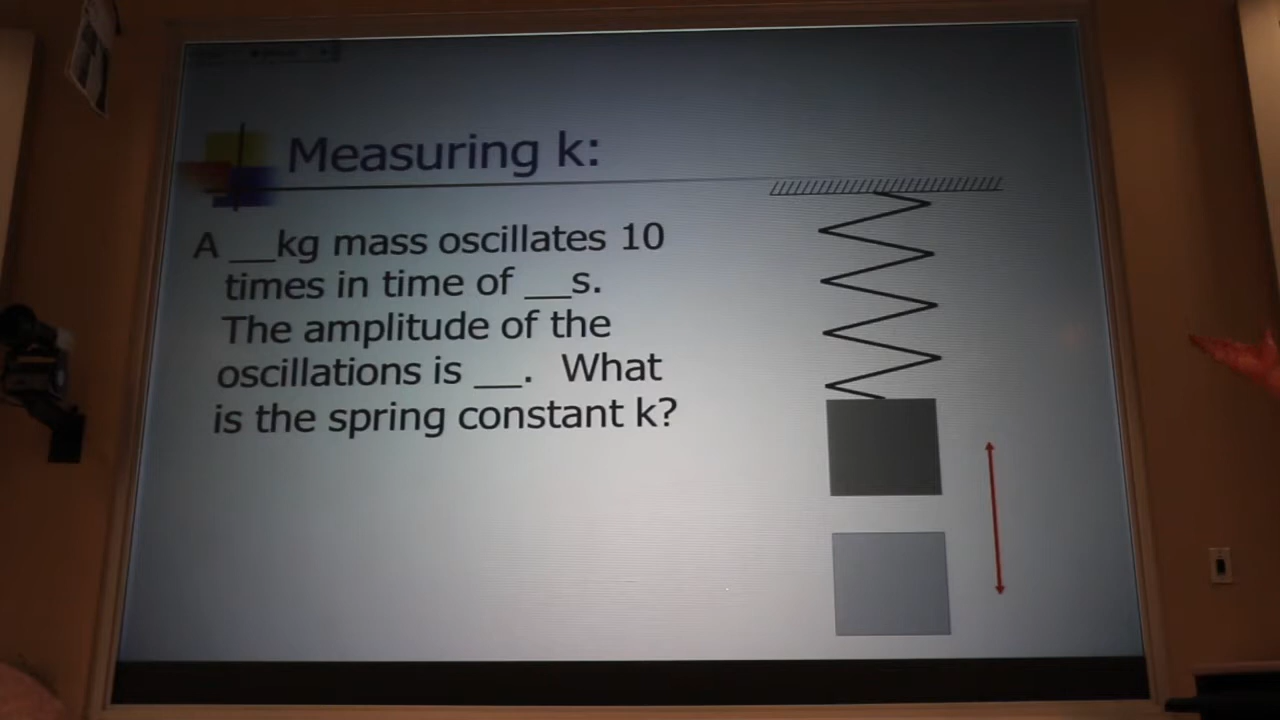 Measuring k:
A __kg mass oscillates 10
times in time of __s.
The amplitude of the
oscillations is __. What
is the spring constant k?